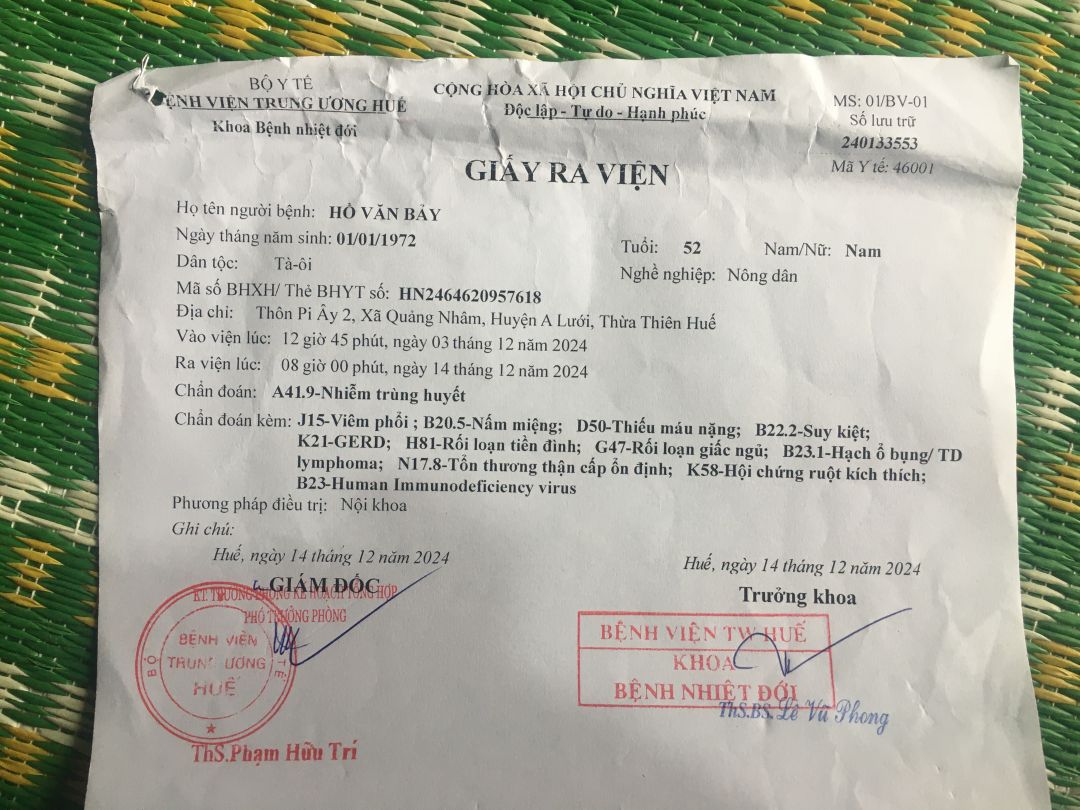 BỘ Y TẾ
BỆNH VIỆN TRUNG ƯƠNG HUẾ
Khoa Bệnh nhiệt đới
CỘNG HÒA XÃ HỘI CHỦ NGHĨA VIỆT NAM
Độc lập - Tự do - Hạnh phúc
MS: 01/BV-01
Số lưu trữ
240133553
Mã Y tế: 46001
GIẤY RA VIỆN
Họ tên người bệnh: HỒ VĂN BẢY
Ngày tháng năm sinh: 01/01/1972
Tuổi: 52 Nam/Nữ: Nam
Dân tộc: Tà-ôi
Nghề nghiệp: Nông dân
Mã số BHXH/ Thẻ BHYT số: HN2464620957618
Địa chỉ: Thôn Pi Ây 2, Xã Quảng Nhâm, Huyện A Lưới, Thừa Thiên Huế
Vào viện lúc: 12 giờ 45 phút, ngày 03 tháng 12 năm 2024
Ra viện lúc: 08 giờ 00 phút, ngày 14 tháng 12 năm 2024
Chẩn đoán: A41.9-Nhiễm trùng huyết
Chẩn đoán kèm: J15-Viêm phổi ; B20.5-Nấm miệng; D50-Thiếu máu nặng; B22.2-Suy kiệt;
K21-GERD; H81-Rối loạn tiền đình; G47-Rối loạn giấc ngủ; B23.1-Hạch ổ bụng/ TD
lymphoma; N17.8-Tổn thương thận cấp ổn định; K58-Hội chứng ruột kích thích;
B23-Human Immunodeficiency virus
Phương pháp điều trị: Nội khoa
Ghi chú:
Huế, ngày 14 tháng 12 năm 2024
GIÁM ĐỐC
KT TRƯỞNG PHÒNG KẾ HOẠCH TỔNG HỢP
PHÓ TRƯỞNG PHÒNG
BỘ Y TẾ
BỆNH VIỆN
TRUNG ƯƠNG
HUẾ
ThS.Phạm Hữu Trí
Huế, ngày 14 tháng 12 năm 2024
Trưởng khoa
BỆNH VIỆN TW HUẾ
KHOA
BỆNH NHIỆT ĐỚI
ThS.BS. Lê Vũ Phong